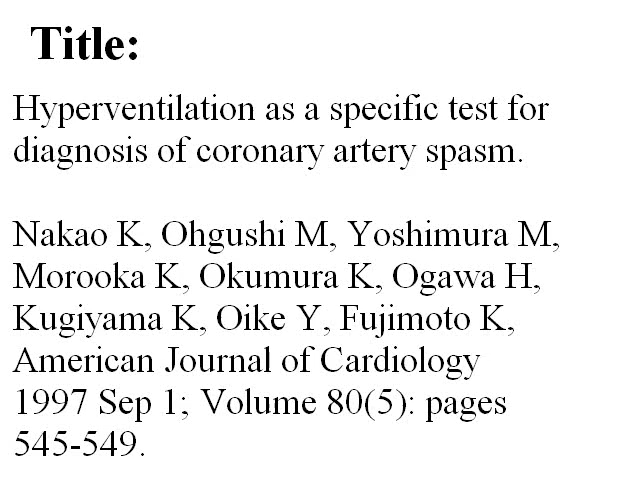 Title:
Hyperventilation as a specific test for
diagnosis of coronary artery spasm.
Nakao K, Ohgushi M, Yoshimura M,
Morooka K, Okumura K, Ogawa H,
Kugiyama K, Oike Y, Fujimoto K,
American Journal of Cardiology
1997 Sep 1; Volume 80(5): pages
545-549.